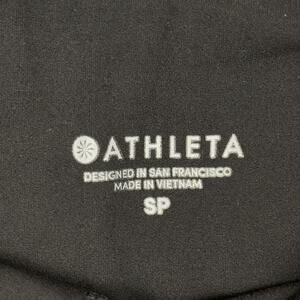 ATHLETA
DESIGNED IN SAN FRANCISCO
MADE IN VIETNAM
SP